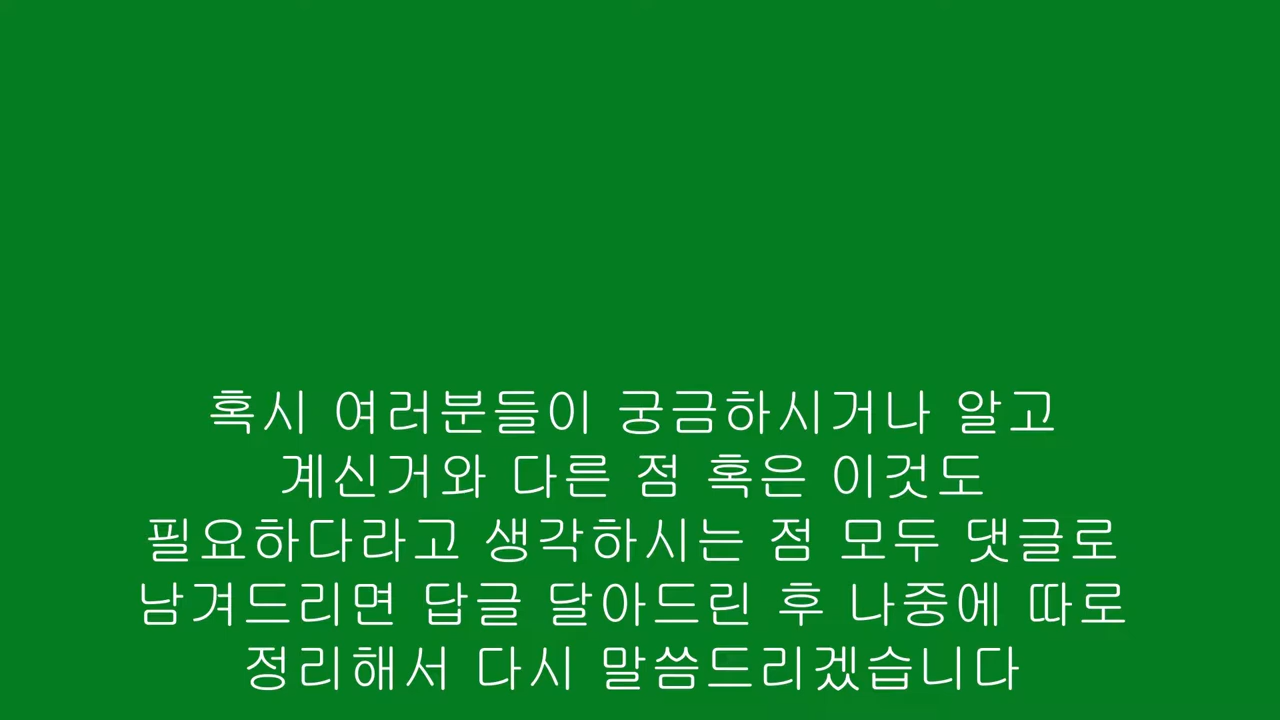 혹시 여러분들이 궁금하시거나 알고
계신거와 다른 점 혹은 이것도
필요하다라고 생각하시는 점 모두 댓글로
남겨드리면 답글 달아드린 후 나중에 따로
정리해서 다시 말씀드리겠습니다